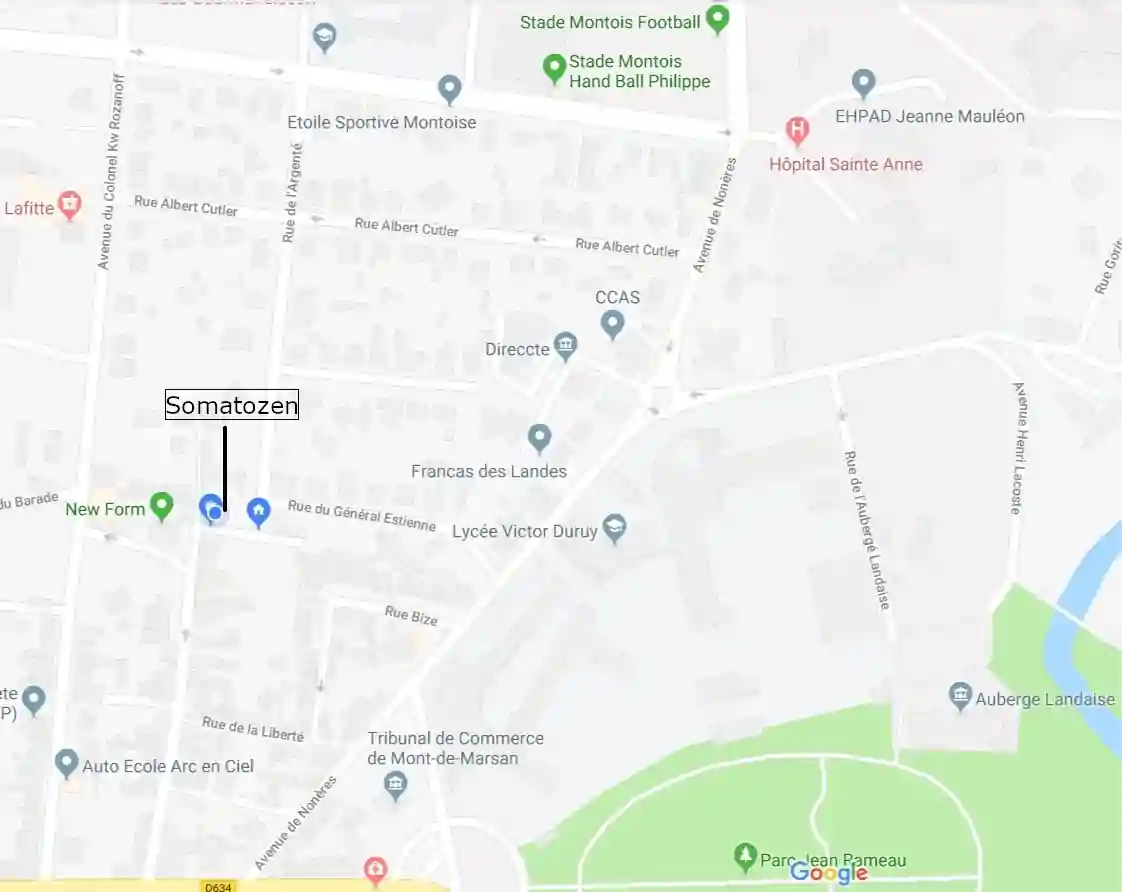 Stade Montois Football
Stade Montois
Hand Ball Philippe
Etoile Sportive Montoise
EHPAD Jeanne Mauléon
Hôpital Sainte Anne
Avenue du Colonel Kw Rozanoff
Rue de l'Argenté
Avenue de Nonères
Lafitte
Rue Albert Cutler
Rue Albert Cutler
Rue Albert Cutler
CCAS
Direccte
Somatozen
Francas des Landes
Avenue Henri Lacoste
Rue de l'Auberge Landaise
du Barade
New Form
Rue du Général Estienne
Lycée Victor Duruy
Rue Bize
P)
Auberge Landaise
Rue de la Liberté
Tribunal de Commerce
de Mont-de-Marsan
Auto Ecole Arc en Ciel
Avenue de Nonères
Parc Jean Rameau
Google
D634